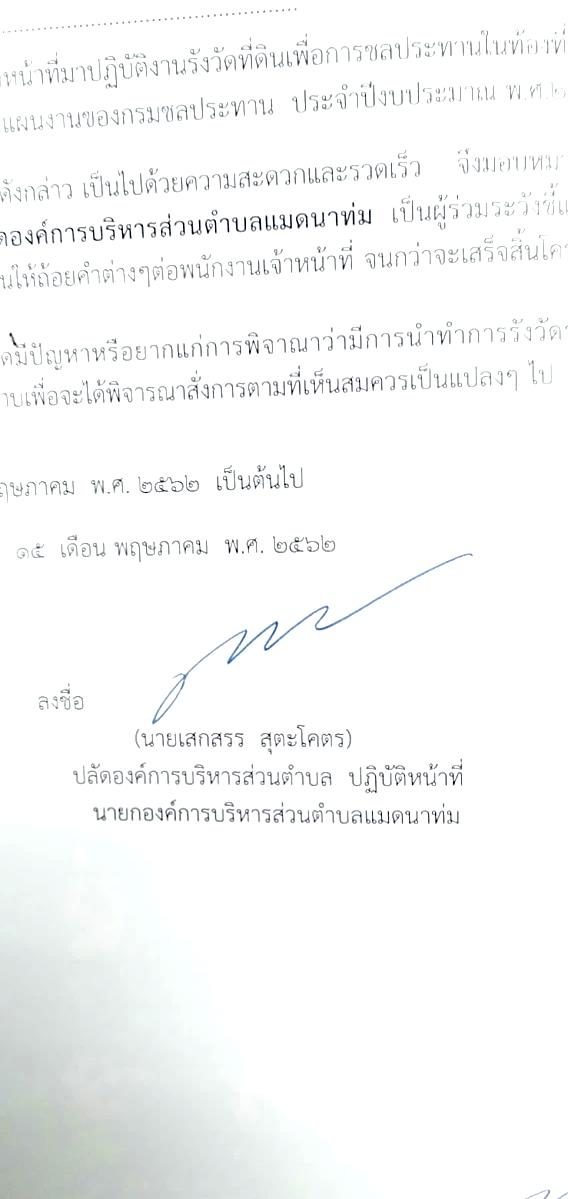 หน้าที่มาปฏิบัติงานรังวัดที่ดินเพื่อการชลประทานในท้องที่
แผนงานของกรมชลประทาน ประจำปีงบประมาณ พ.ศ.๒
ดังกล่าว เป็นไปด้วยความสะดวกและรวดเร็ว จึงมอบหมา
องค์การบริหารส่วนตำบลแมดนาท่ม เป็นผู้ร่วมระวังชี้แ
นให้ถ้อยคำต่างๆต่อพนักงานเจ้าหน้าที่ จนกว่าจะเสร็จสิ้นโคร
ดมีปัญหาหรือยากแก่การพิจาณาว่ามีการนำทำการรังวัด
าบเพื่อจะได้พิจารณาสั่งการตามที่เห็นสมควรเป็นแปลงๆ ไป
ฤษภาคม พ.ศ. ๒๕๖๒ เป็นต้นไป
๑๕ เดือน พฤษภาคม พ.ศ. ๒๕๖๒
ลงชื่อ
(นายเสกสรร สุตะโคตร)
ปลัดองค์การบริหารส่วนตำบล ปฏิบัติหน้าที่
นายกองค์การบริหารส่วนตำบลแมดนาท่ม